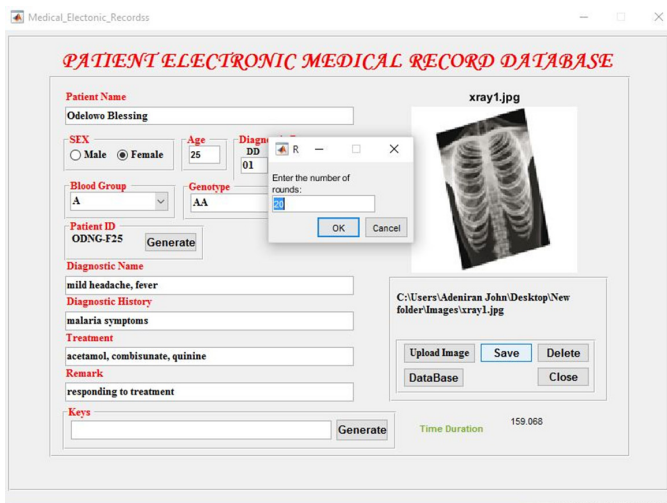 Medical_Electonic_Recordss
PATIENT ELECTRONIC MEDICAL RECORD DATABASE
Patient Name
Odelowo Blessing
SEX
Male Female
Age
25
DD
01
Blood Group
A
Genotype
AA
Patient ID
ODNG-F25 Generate
Diagnostic Name
mild headache, fever
Diagnostic History
malaria symptoms
Treatment
acetamol, combisunate, quinine
Remark
responding to treatment
Keys
Generate
R
Enter the number of
rounds:
20
OK Cancel
xray1.jpg
C:\Users\Adeniran John\Desktop\New
folder\Images\xray1.jpg
Upload Image Save Delete
DataBase Close
Time Duration 159.068